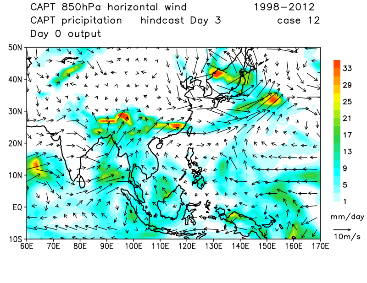 CAPT 850hPa horizontal wind 1998-2012
CAPT pricipitation hindcast Day 3 case 12
Day 0 output
50N
40N
30N
20N
10N
EQ
10S
60E 70E 80E 90E 100E 110E 120E 130E 140E 150E 160E 170E
33
29
25
21
17
13
9
5
1
mm/day
10m/s